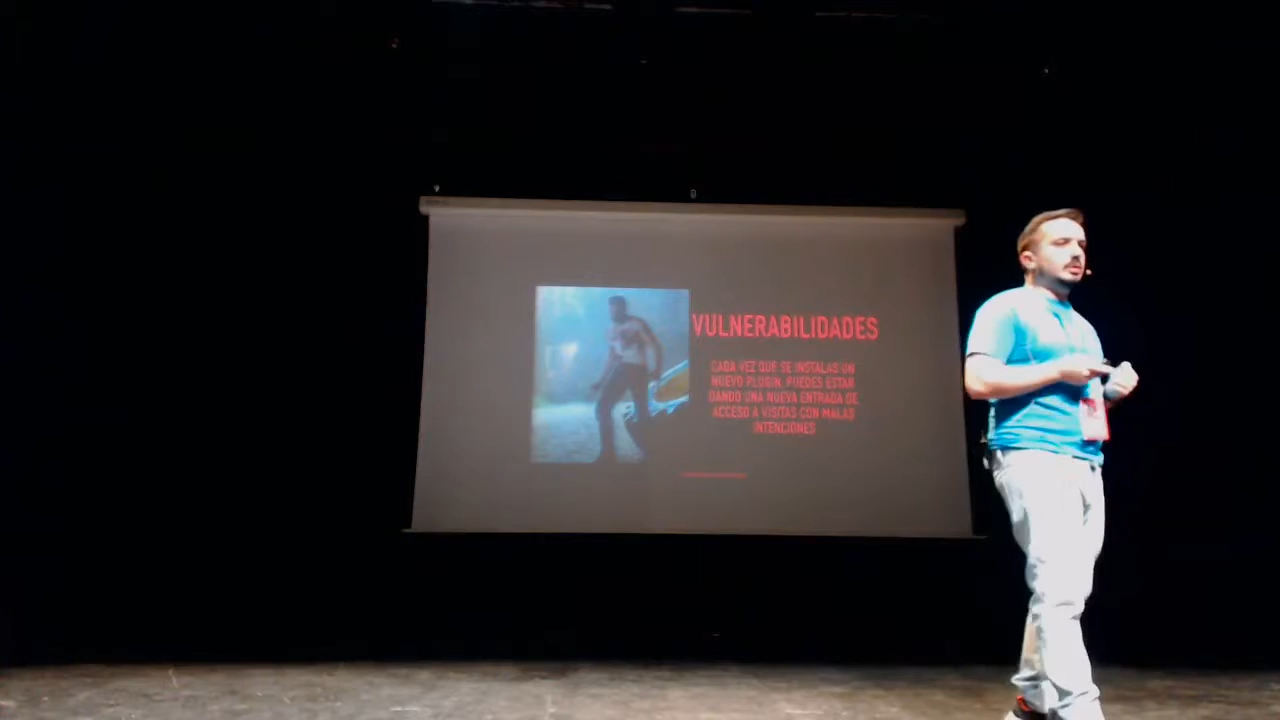 VULNERABILIDADES
CADA VEZ QUE SE INSTALAS UN
NUEVO PLUGIN, PUEDES ESTAR
DANDO UNA NUEVA ENTRADA DE
ACCESO A VISITAS CON MALAS
INTENCIONES